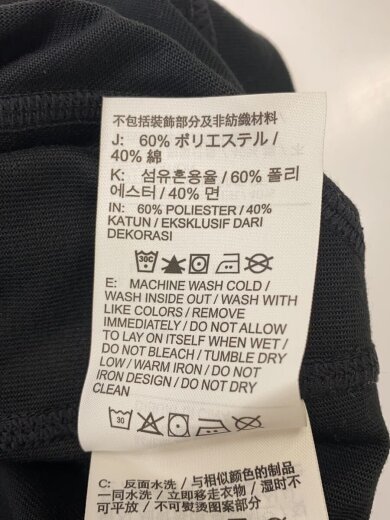 不包括裝飾部分及非紡織材料
J: 60% ポリエステル /
40% 綿
K: 섬유혼용율 / 60% 폴리
에스터 / 40% 면
IN: 60% POLIESTER / 40%
KATUN / EKSKLUSIF DARI
DEKORASI
30C
E: MACHINE WASH COLD /
WASH INSIDE OUT / WASH WITH
LIKE COLORS / REMOVE
IMMEDIATELY / DO NOT ALLOW
TO LAY ON ITSELF WHEN WET /
DO NOT BLEACH / TUMBLE DRY
LOW / WARM IRON / DO NOT
IRON DESIGN / DO NOT DRY
CLEAN
30
C: 反面水洗 / 与相似颜色的制品
一同水洗 / 立即移走衣物 / 湿时不
可平放 / 不可熨烫图案部分